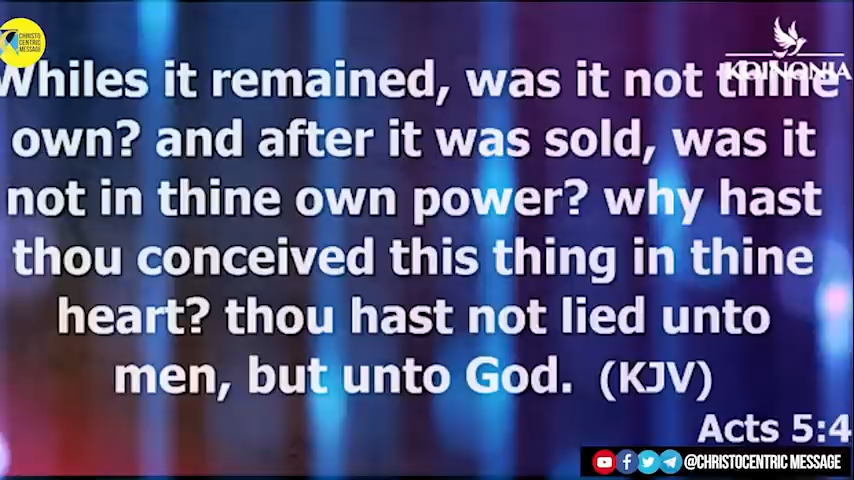 CHRISTO
CENTRIC
MESSAGE
KOINONIA
Whiles it remained, was it not thine
own? and after it was sold, was it
not in thine own power? why hast
thou conceived this thing in thine
heart? thou hast not lied unto
men, but unto God. (KJV)
Acts 5:4
@CHRISTOCENTRIC MESSAGE